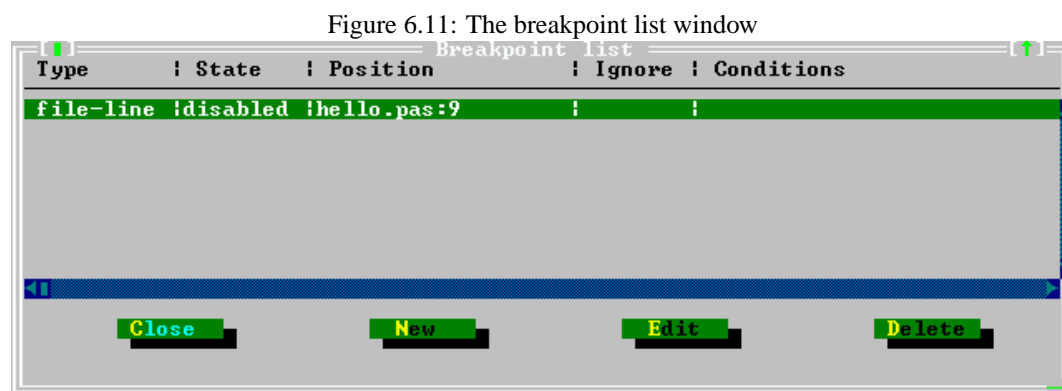 Figure 6.11: The breakpoint list window
[▮] Breakpoint list [↑]
Type ¦ State ¦ Position ¦ Ignore ¦ Conditions
file-line ¦disabled ¦hello.pas:9 ¦ ¦
Close New Edit Delete